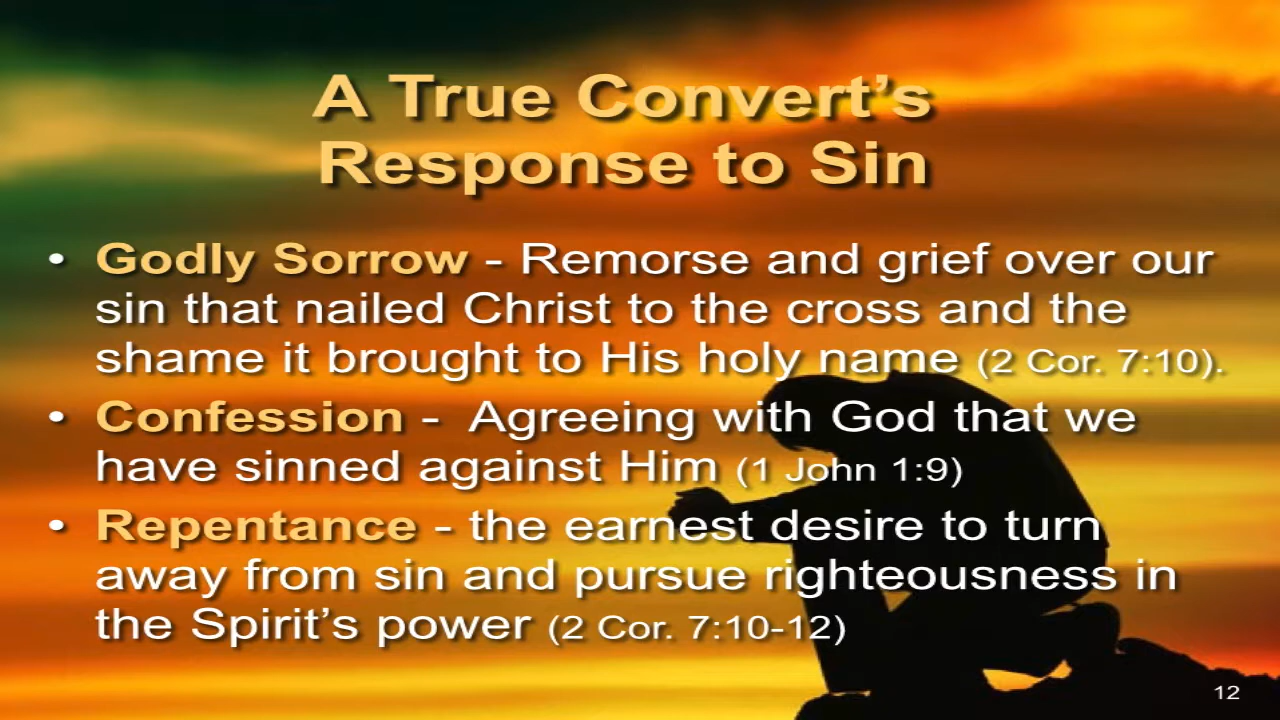 A True Convert’s
Response to Sin
• Godly Sorrow - Remorse and grief over our
sin that nailed Christ to the cross and the
shame it brought to His holy name (2 Cor. 7:10).
• Confession - Agreeing with God that we
have sinned against Him (1 John 1:9)
• Repentance - the earnest desire to turn
away from sin and pursue righteousness in
the Spirit’s power (2 Cor. 7:10-12)
12